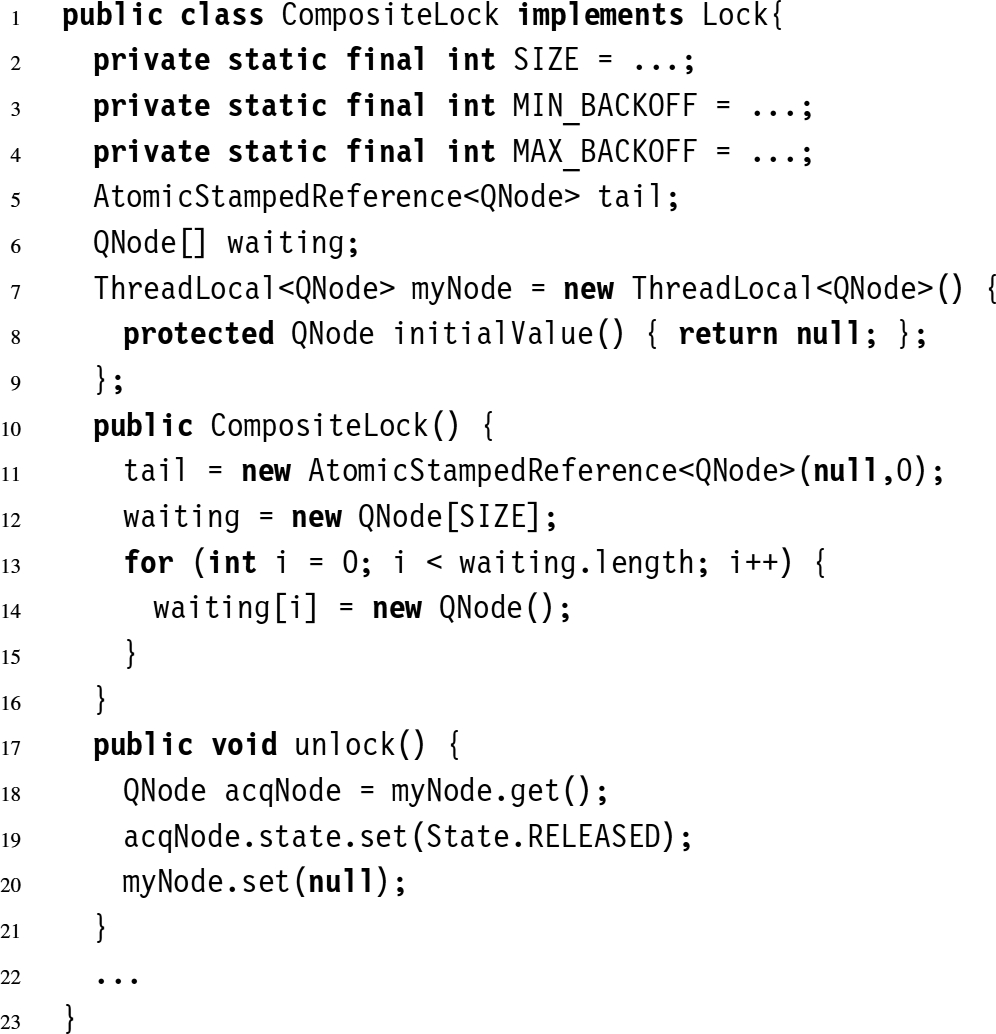 1 public class CompositeLock implements Lock{
2 private static final int SIZE = ...;
3 private static final int MIN_BACKOFF = ...;
4 private static final int MAX_BACKOFF = ...;
5 AtomicStampedReference<QNode> tail;
6 QNode[] waiting;
7 ThreadLocal<QNode> myNode = new ThreadLocal<QNode>() {
8 protected QNode initialValue() { return null; };
9 };
10 public CompositeLock() {
11 tail = new AtomicStampedReference<QNode>(null,0);
12 waiting = new QNode[SIZE];
13 for (int i = 0; i < waiting.length; i++) {
14 waiting[i] = new QNode();
15 }
16 }
17 public void unlock() {
18 QNode acqNode = myNode.get();
19 acqNode.state.set(State.RELEASED);
20 myNode.set(null);
21 }
22 ...
23 }